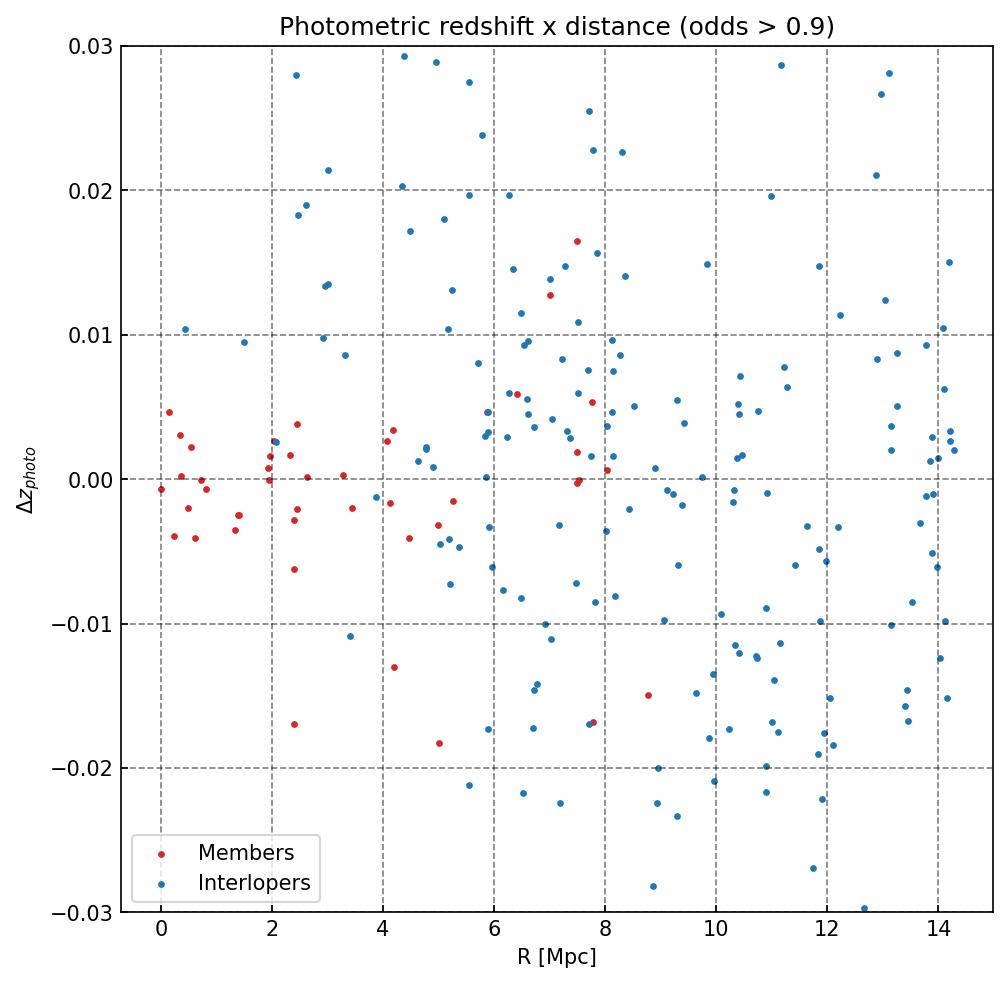 Photometric redshift x distance (odds > 0.9)
0.03
0.02
0.01
0.00
−0.01
−0.02
−0.03
Δz_photo
Members
Interlopers
0 2 4 6 8 10 12 14
R [Mpc]